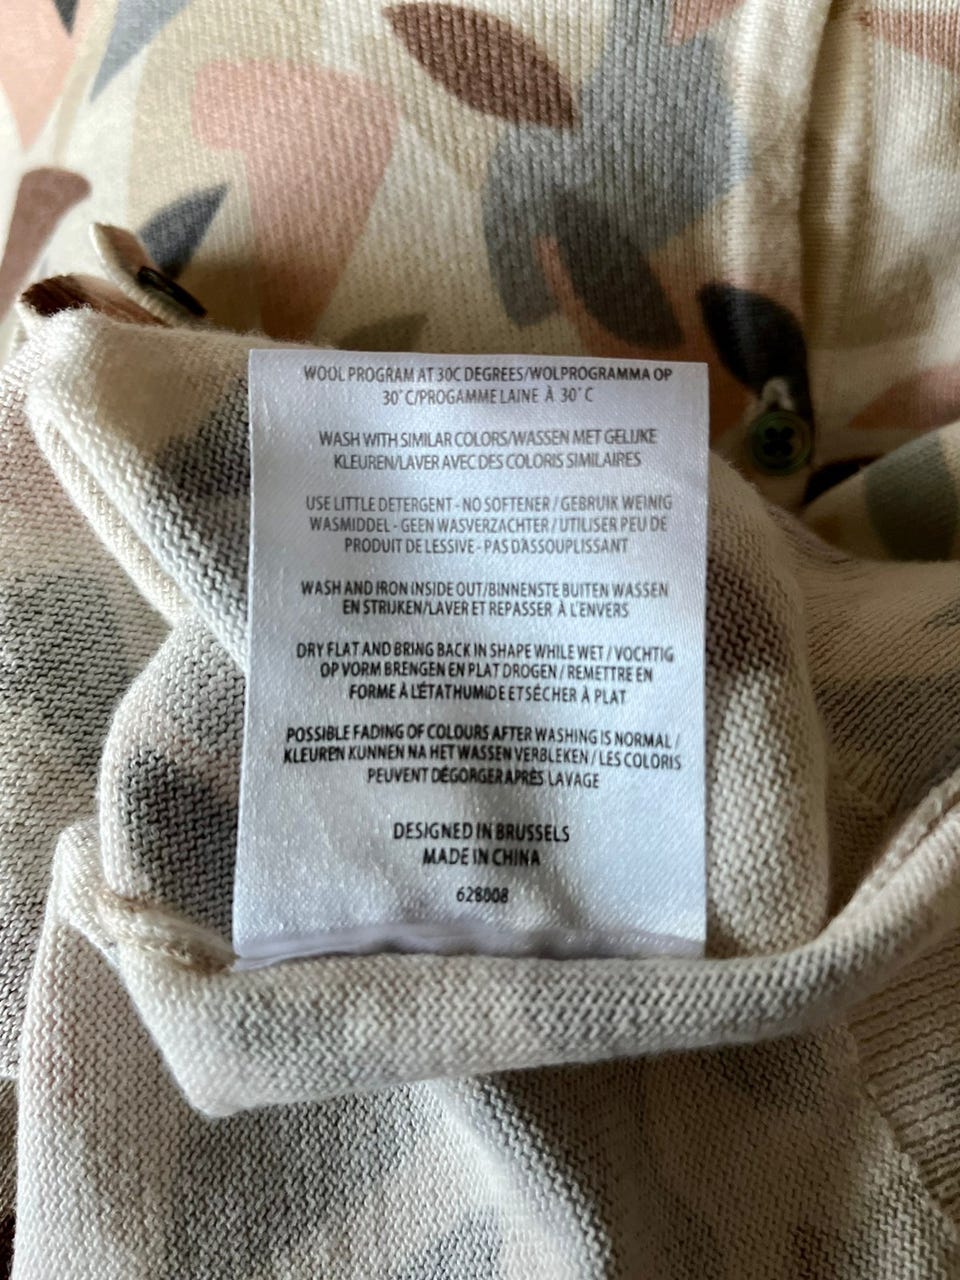 WOOL PROGRAM AT 30C DEGREES/WOLPROGRAMMA OP
30°C/PROGAMME LAINE À 30°C
WASH WITH SIMILAR COLORS/WASSEN MET GELIJKE
KLEUREN/LAVER AVEC DES COLORIS SIMILAIRES
USE LITTLE DETERGENT - NO SOFTENER / GEBRUIK WEINIG
WASMIDDEL - GEEN WASVERZACHTER / UTILISER PEU DE
PRODUIT DE LESSIVE - PAS D'ASSOUPLISSANT
WASH AND IRON INSIDE OUT/BINNENSTE BUITEN WASSEN
EN STRIJKEN/LAVER ET REPASSER À L'ENVERS
DRY FLAT AND BRING BACK IN SHAPE WHILE WET / VOCHTIG
OP VORM BRENGEN EN PLAT DROGEN / REMETTRE EN
FORME À L'ÉTAT HUMIDE ET SÉCHER À PLAT
POSSIBLE FADING OF COLOURS AFTER WASHING IS NORMAL /
KLEUREN KUNNEN NA HET WASSEN VERBLEKEN / LES COLORIS
PEUVENT DÉGORGER APRÈS LAVAGE
DESIGNED IN BRUSSELS
MADE IN CHINA
628008